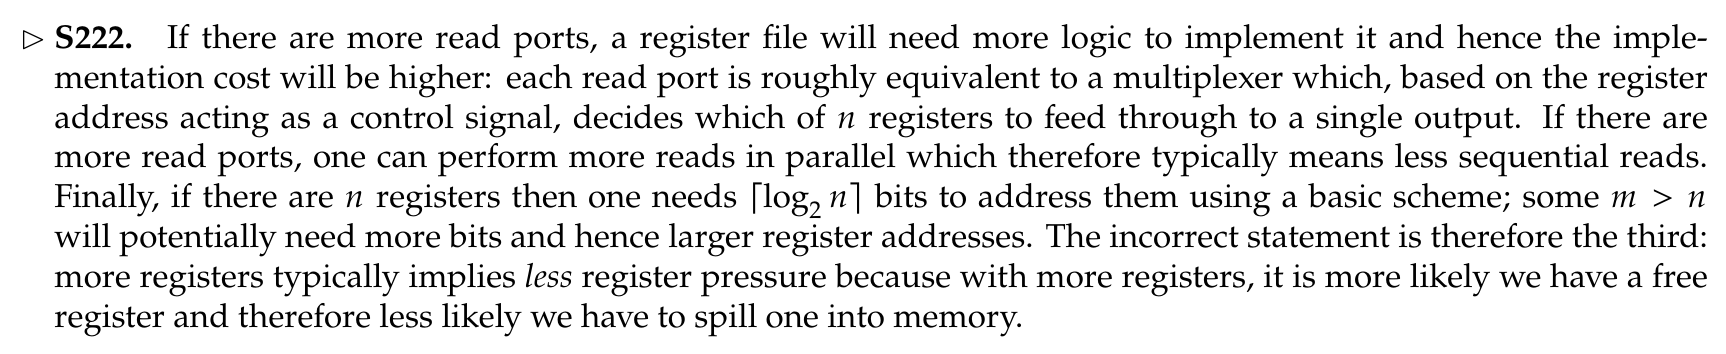 ▷ S222. If there are more read ports, a register file will need more logic to implement it and hence the imple-
mentation cost will be higher: each read port is roughly equivalent to a multiplexer which, based on the register
address acting as a control signal, decides which of n registers to feed through to a single output. If there are
more read ports, one can perform more reads in parallel which therefore typically means less sequential reads.
Finally, if there are n registers then one needs ⌈log₂ n⌉ bits to address them using a basic scheme; some m > n
will potentially need more bits and hence larger register addresses. The incorrect statement is therefore the third:
more registers typically implies less register pressure because with more registers, it is more likely we have a free
register and therefore less likely we have to spill one into memory.